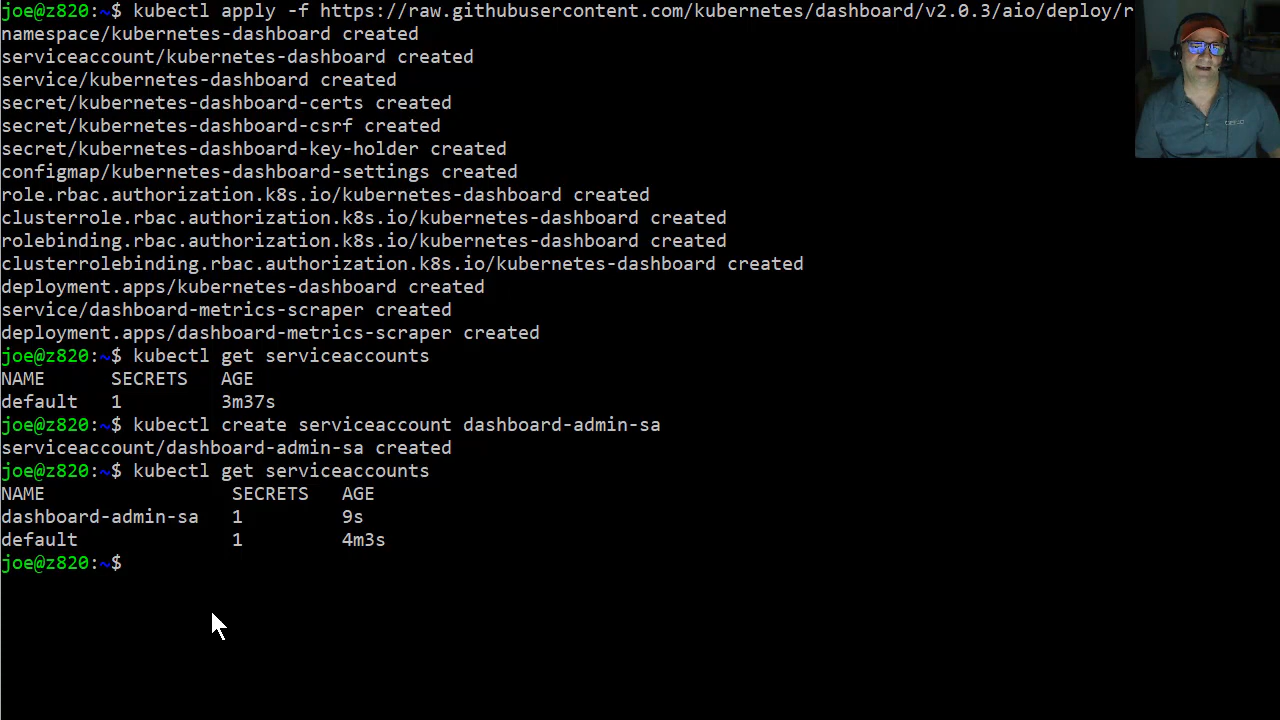 joe@z820:~$ kubectl apply -f https://raw.githubusercontent.com/kubernetes/dashboard/v2.0.3/aio/deploy/r
namespace/kubernetes-dashboard created
serviceaccount/kubernetes-dashboard created
service/kubernetes-dashboard created
secret/kubernetes-dashboard-certs created
secret/kubernetes-dashboard-csrf created
secret/kubernetes-dashboard-key-holder created
configmap/kubernetes-dashboard-settings created
role.rbac.authorization.k8s.io/kubernetes-dashboard created
clusterrole.rbac.authorization.k8s.io/kubernetes-dashboard created
rolebinding.rbac.authorization.k8s.io/kubernetes-dashboard created
clusterrolebinding.rbac.authorization.k8s.io/kubernetes-dashboard created
deployment.apps/kubernetes-dashboard created
service/dashboard-metrics-scraper created
deployment.apps/dashboard-metrics-scraper created
joe@z820:~$ kubectl get serviceaccounts
NAME SECRETS AGE
default 1 3m37s
joe@z820:~$ kubectl create serviceaccount dashboard-admin-sa
serviceaccount/dashboard-admin-sa created
joe@z820:~$ kubectl get serviceaccounts
NAME SECRETS AGE
dashboard-admin-sa 1 9s
default 1 4m3s
joe@z820:~$